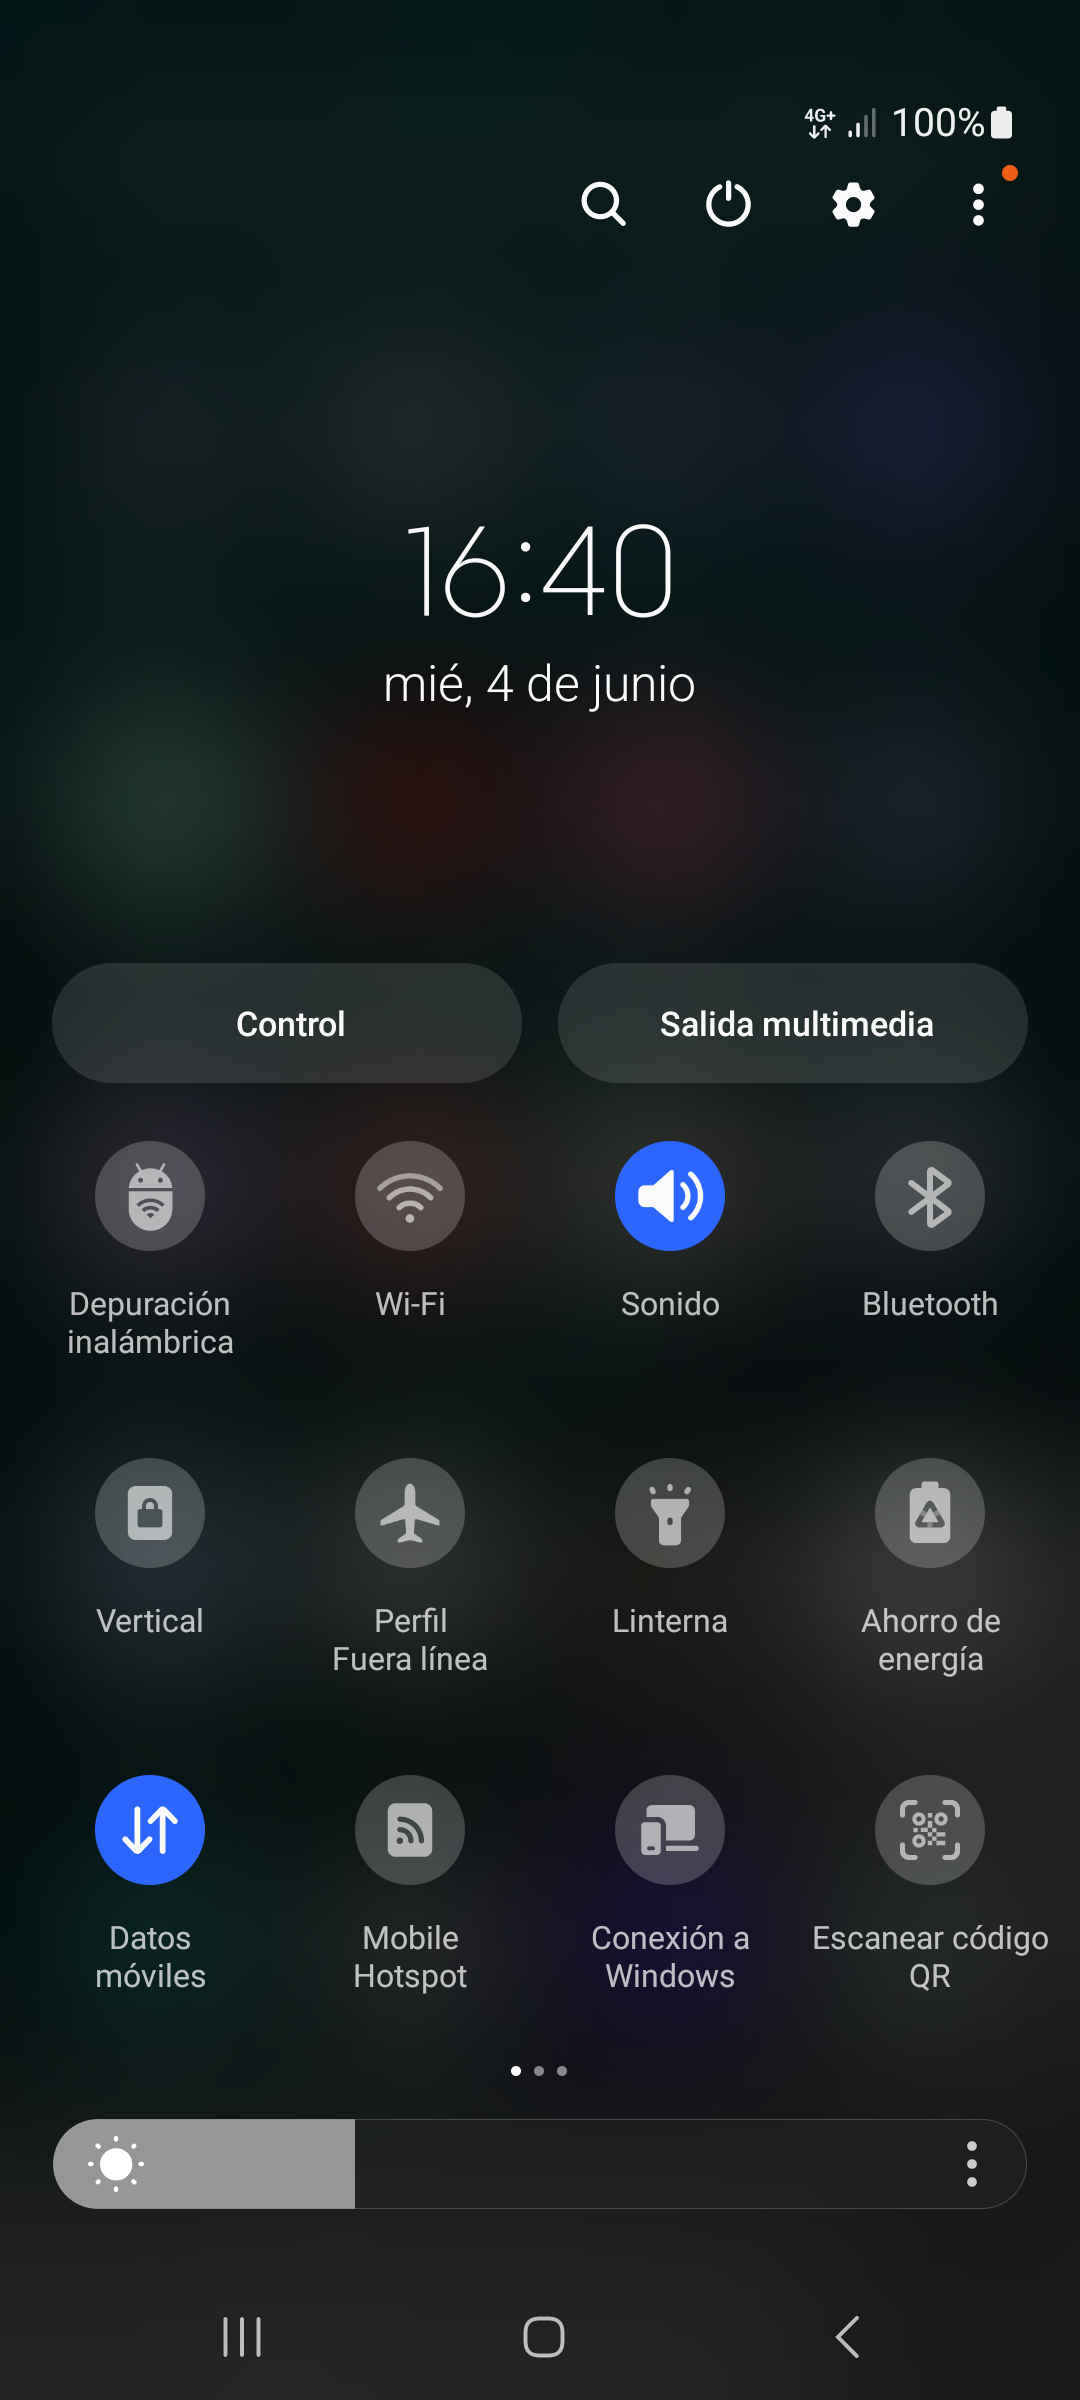 4G+ 100%
16:40
mié, 4 de junio
Control
Salida multimedia
Depuración
inalámbrica
Wi-Fi
Sonido
Bluetooth
Vertical
Perfil
Fuera línea
Linterna
Ahorro de
energía
Datos
móviles
Mobile
Hotspot
Conexión a
Windows
Escanear código
QR